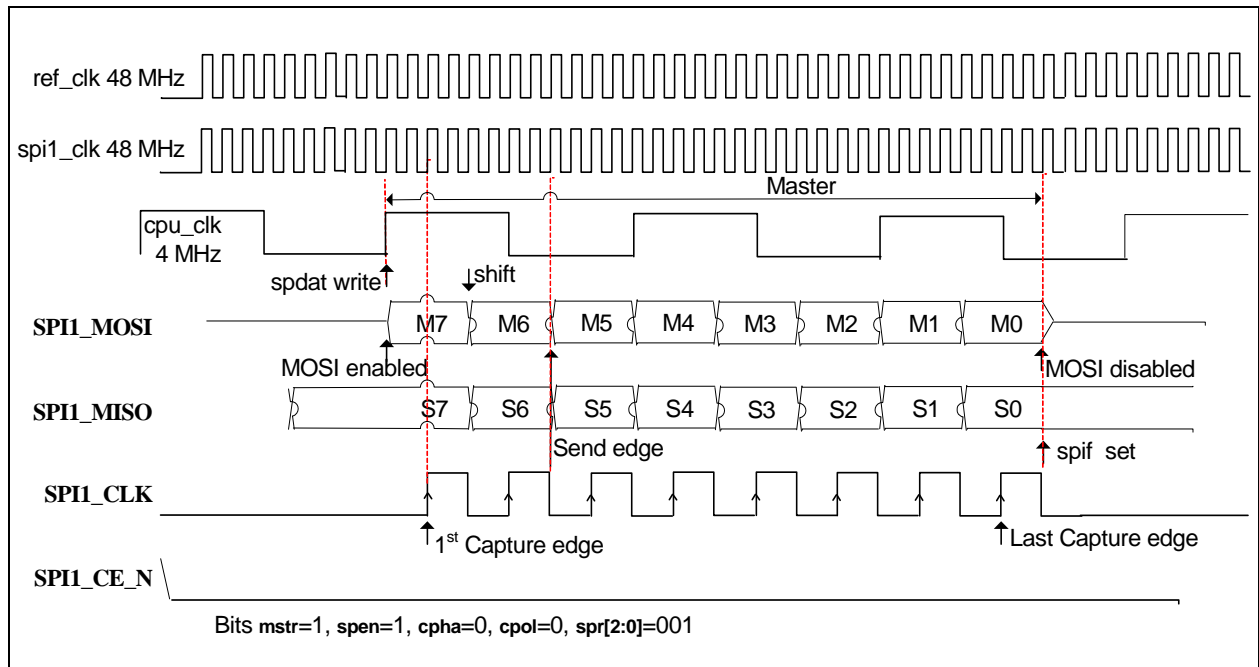 ref_clk 48 MHz
spi1_clk 48 MHz
Master
cpu_clk
4 MHz
spdat write
shift
SPI1_MOSI
M7 M6 M5 M4 M3 M2 M1 M0
MOSI enabled
MOSI disabled
SPI1_MISO
S7 S6 S5 S4 S3 S2 S1 S0
Send edge
spif set
SPI1_CLK
1st Capture edge
Last Capture edge
SPI1_CE_N
Bits mstr=1, spen=1, cpha=0, cpol=0, spr[2:0]=001